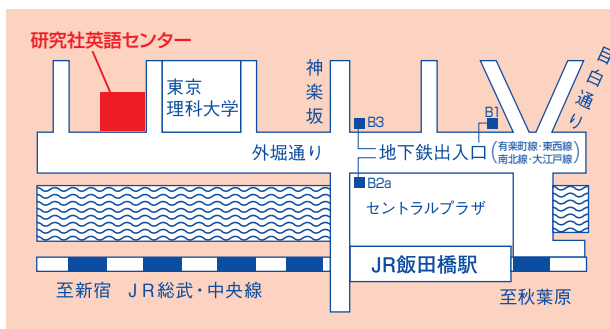 研究社英語センター
東京
理科大学
神楽坂
目白通り
B3
B1
外堀通り
地下鉄出入口
(有楽町線・東西線
南北線・大江戸線)
B2a
セントラルプラザ
JR飯田橋駅
至新宿 JR総武・中央線
至秋葉原